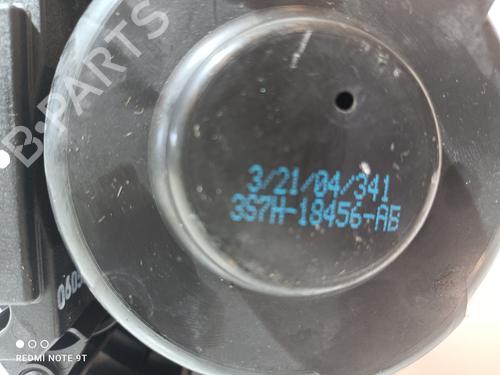 B-PARTS
3/21/04/341
3S7H-18456-AB
REDMI NOTE 9T